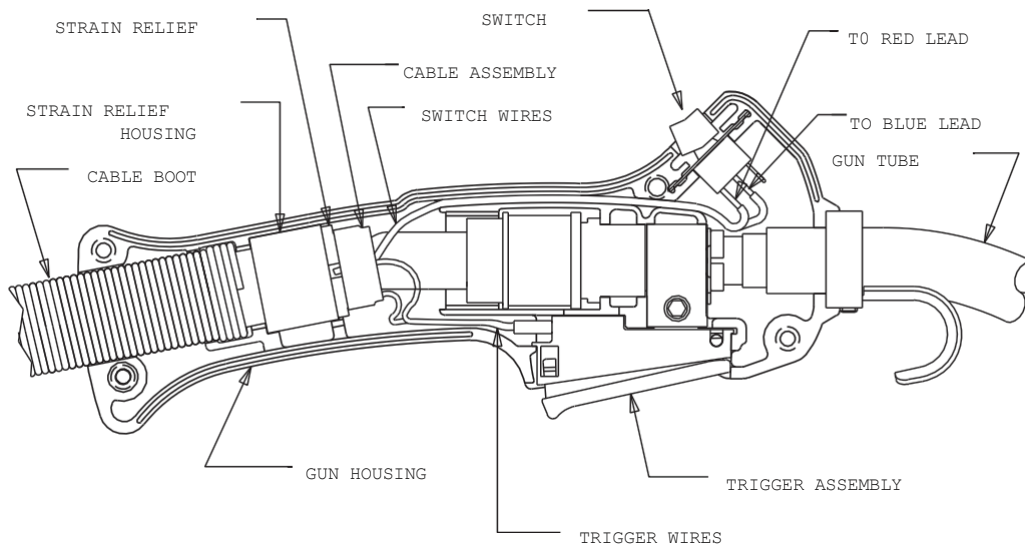 STRAIN RELIEF
SWITCH
T0 RED LEAD
CABLE ASSEMBLY
STRAIN RELIEF
HOUSING
SWITCH WIRES
TO BLUE LEAD
GUN TUBE
CABLE BOOT
GUN HOUSING
TRIGGER ASSEMBLY
TRIGGER WIRES